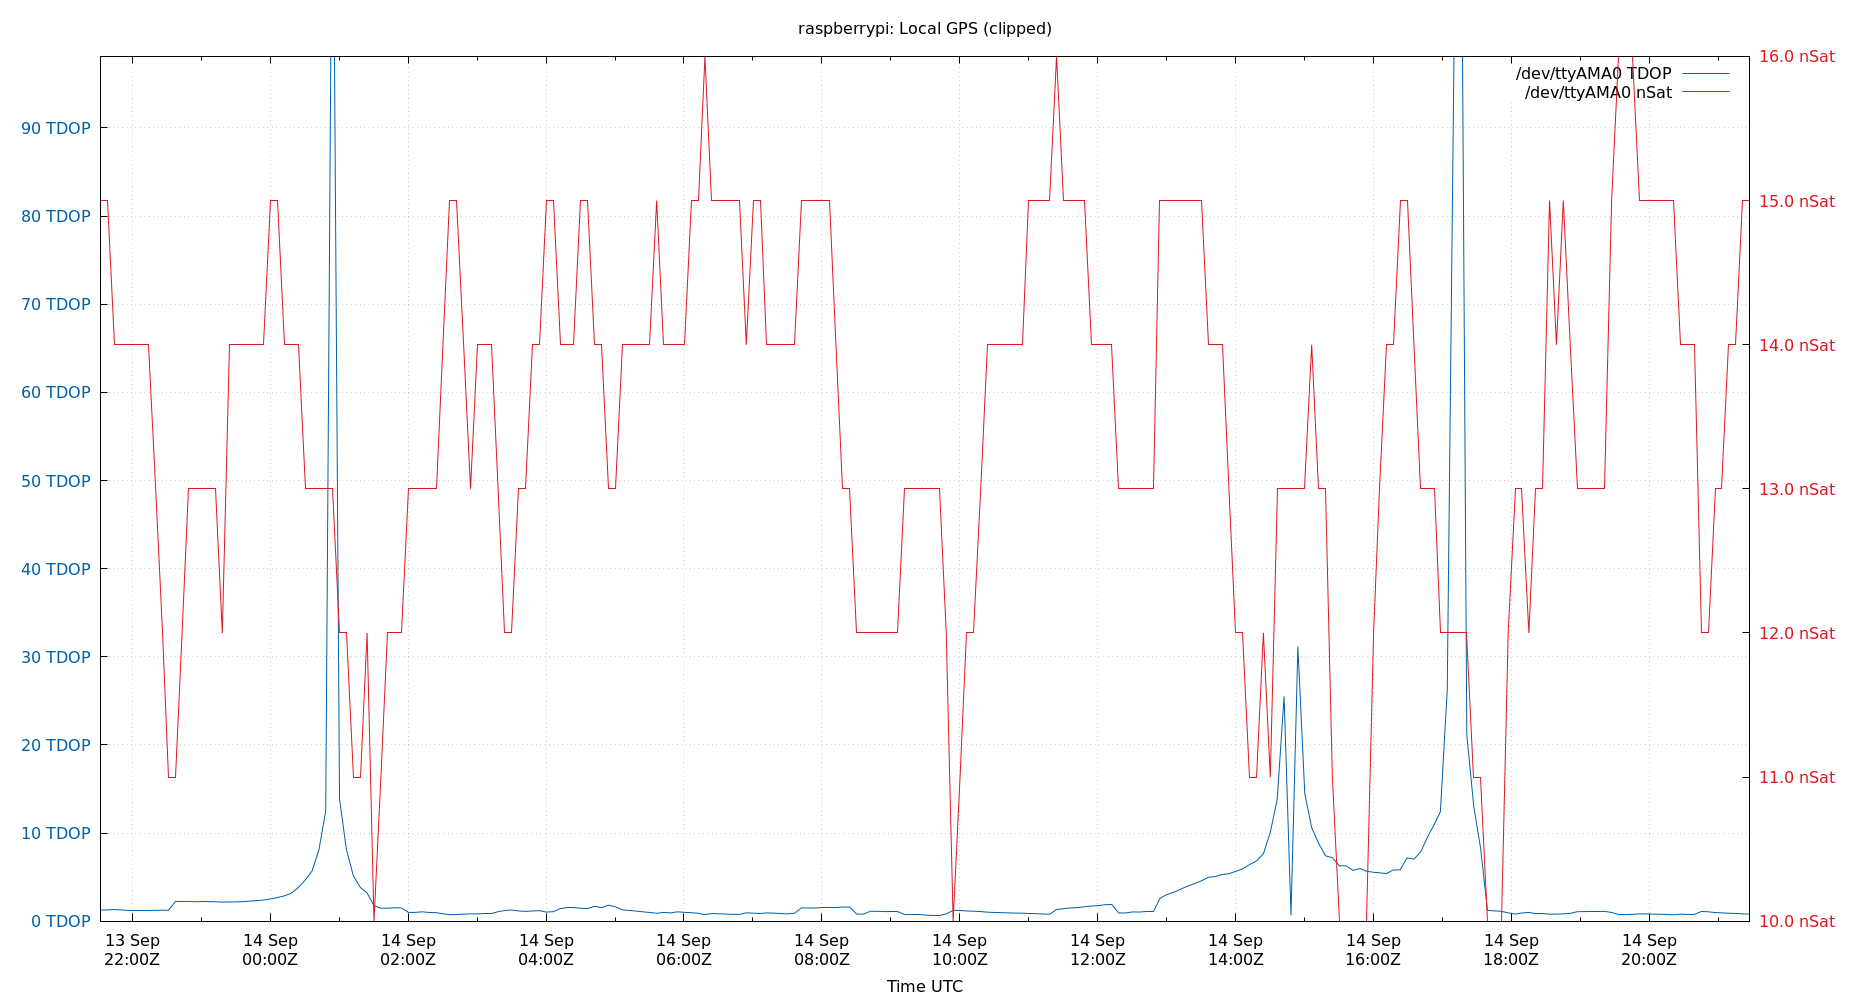 raspberrypi: Local GPS (clipped)
16.0 nSat
/dev/ttyAMA0 TDOP
/dev/ttyAMA0 nSat
90 TDOP
80 TDOP
15.0 nSat
70 TDOP
14.0 nSat
60 TDOP
50 TDOP
13.0 nSat
40 TDOP
12.0 nSat
30 TDOP
20 TDOP
11.0 nSat
10 TDOP
0 TDOP
10.0 nSat
13 Sep 14 Sep 14 Sep 14 Sep 14 Sep 14 Sep 14 Sep 14 Sep 14 Sep 14 Sep 14 Sep 14 Sep
22:00Z 00:00Z 02:00Z 04:00Z 06:00Z 08:00Z 10:00Z 12:00Z 14:00Z 16:00Z 18:00Z 20:00Z
Time UTC